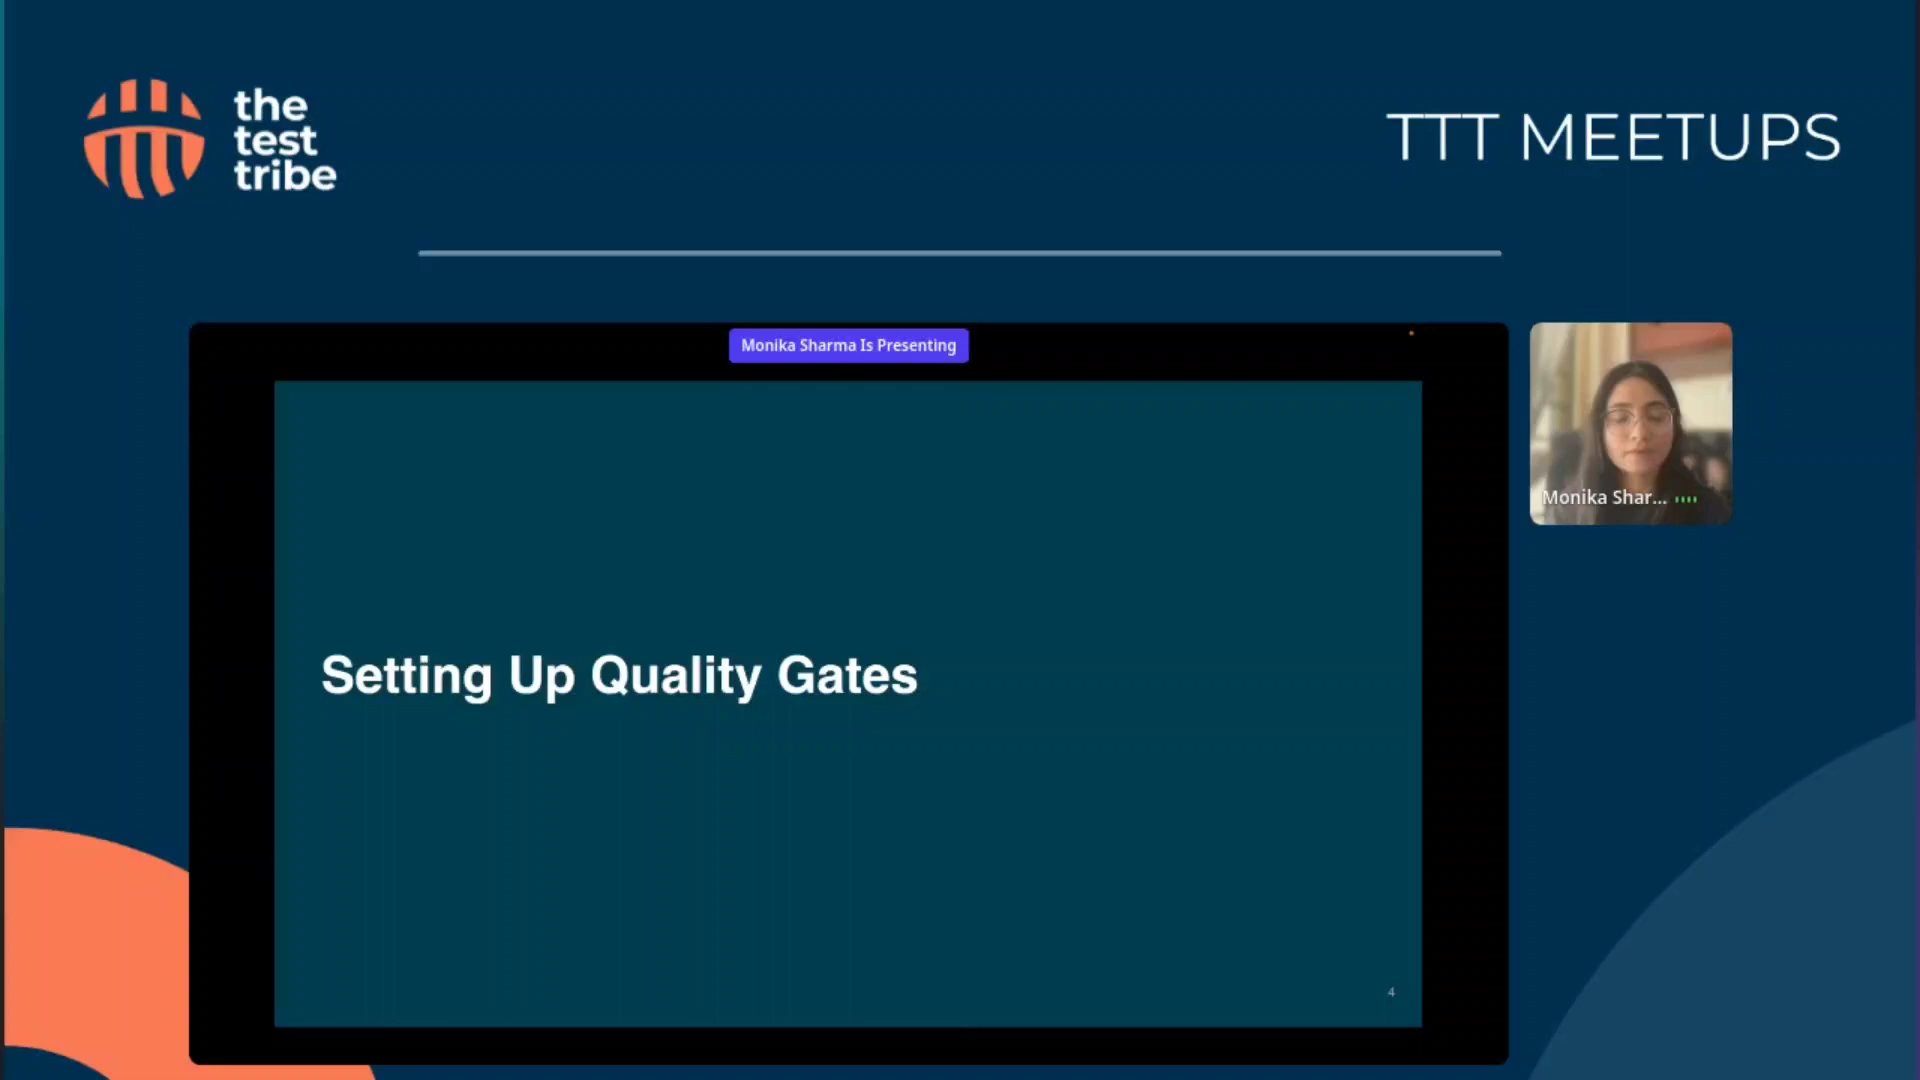 the
test
tribe
TTT MEETUPS
Monika Sharma Is Presenting
Monika Shar...
Setting Up Quality Gates
4